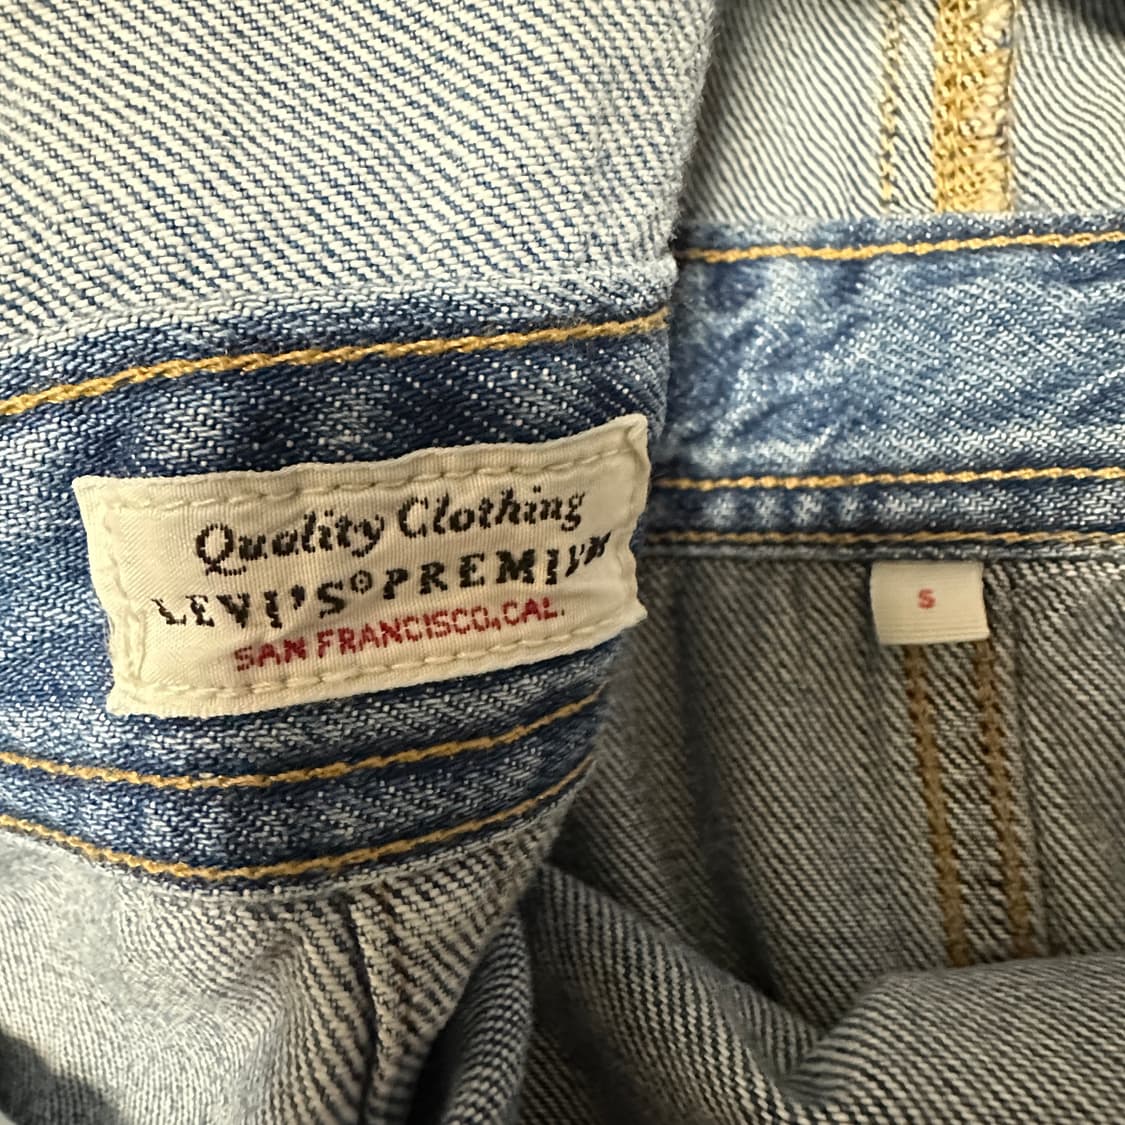 Quality Clothing
LEVI'S®PREMIUM
SAN FRANCISCO, CAL.
S